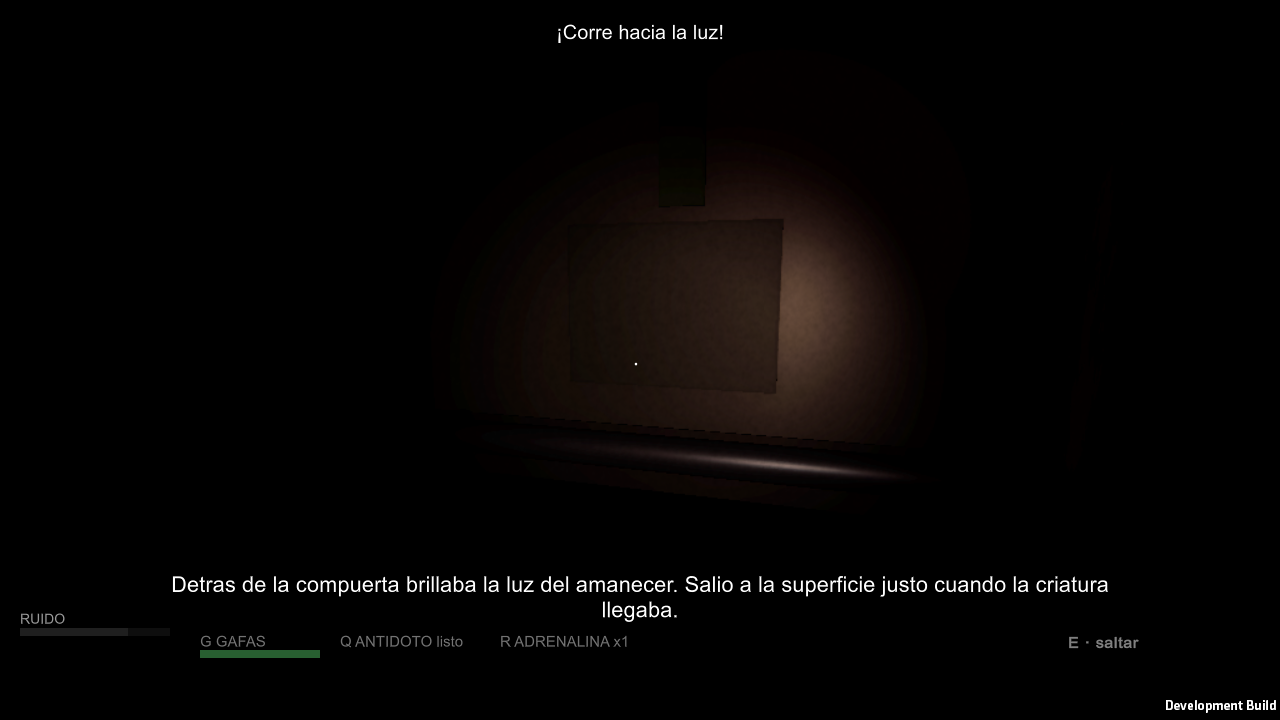 ¡Corre hacia la luz!
Detras de la compuerta brillaba la luz del amanecer. Salio a la superficie justo cuando la criatura
llegaba.
RUIDO
G GAFAS
Q ANTIDOTO listo
R ADRENALINA x1
E · saltar
Development Build